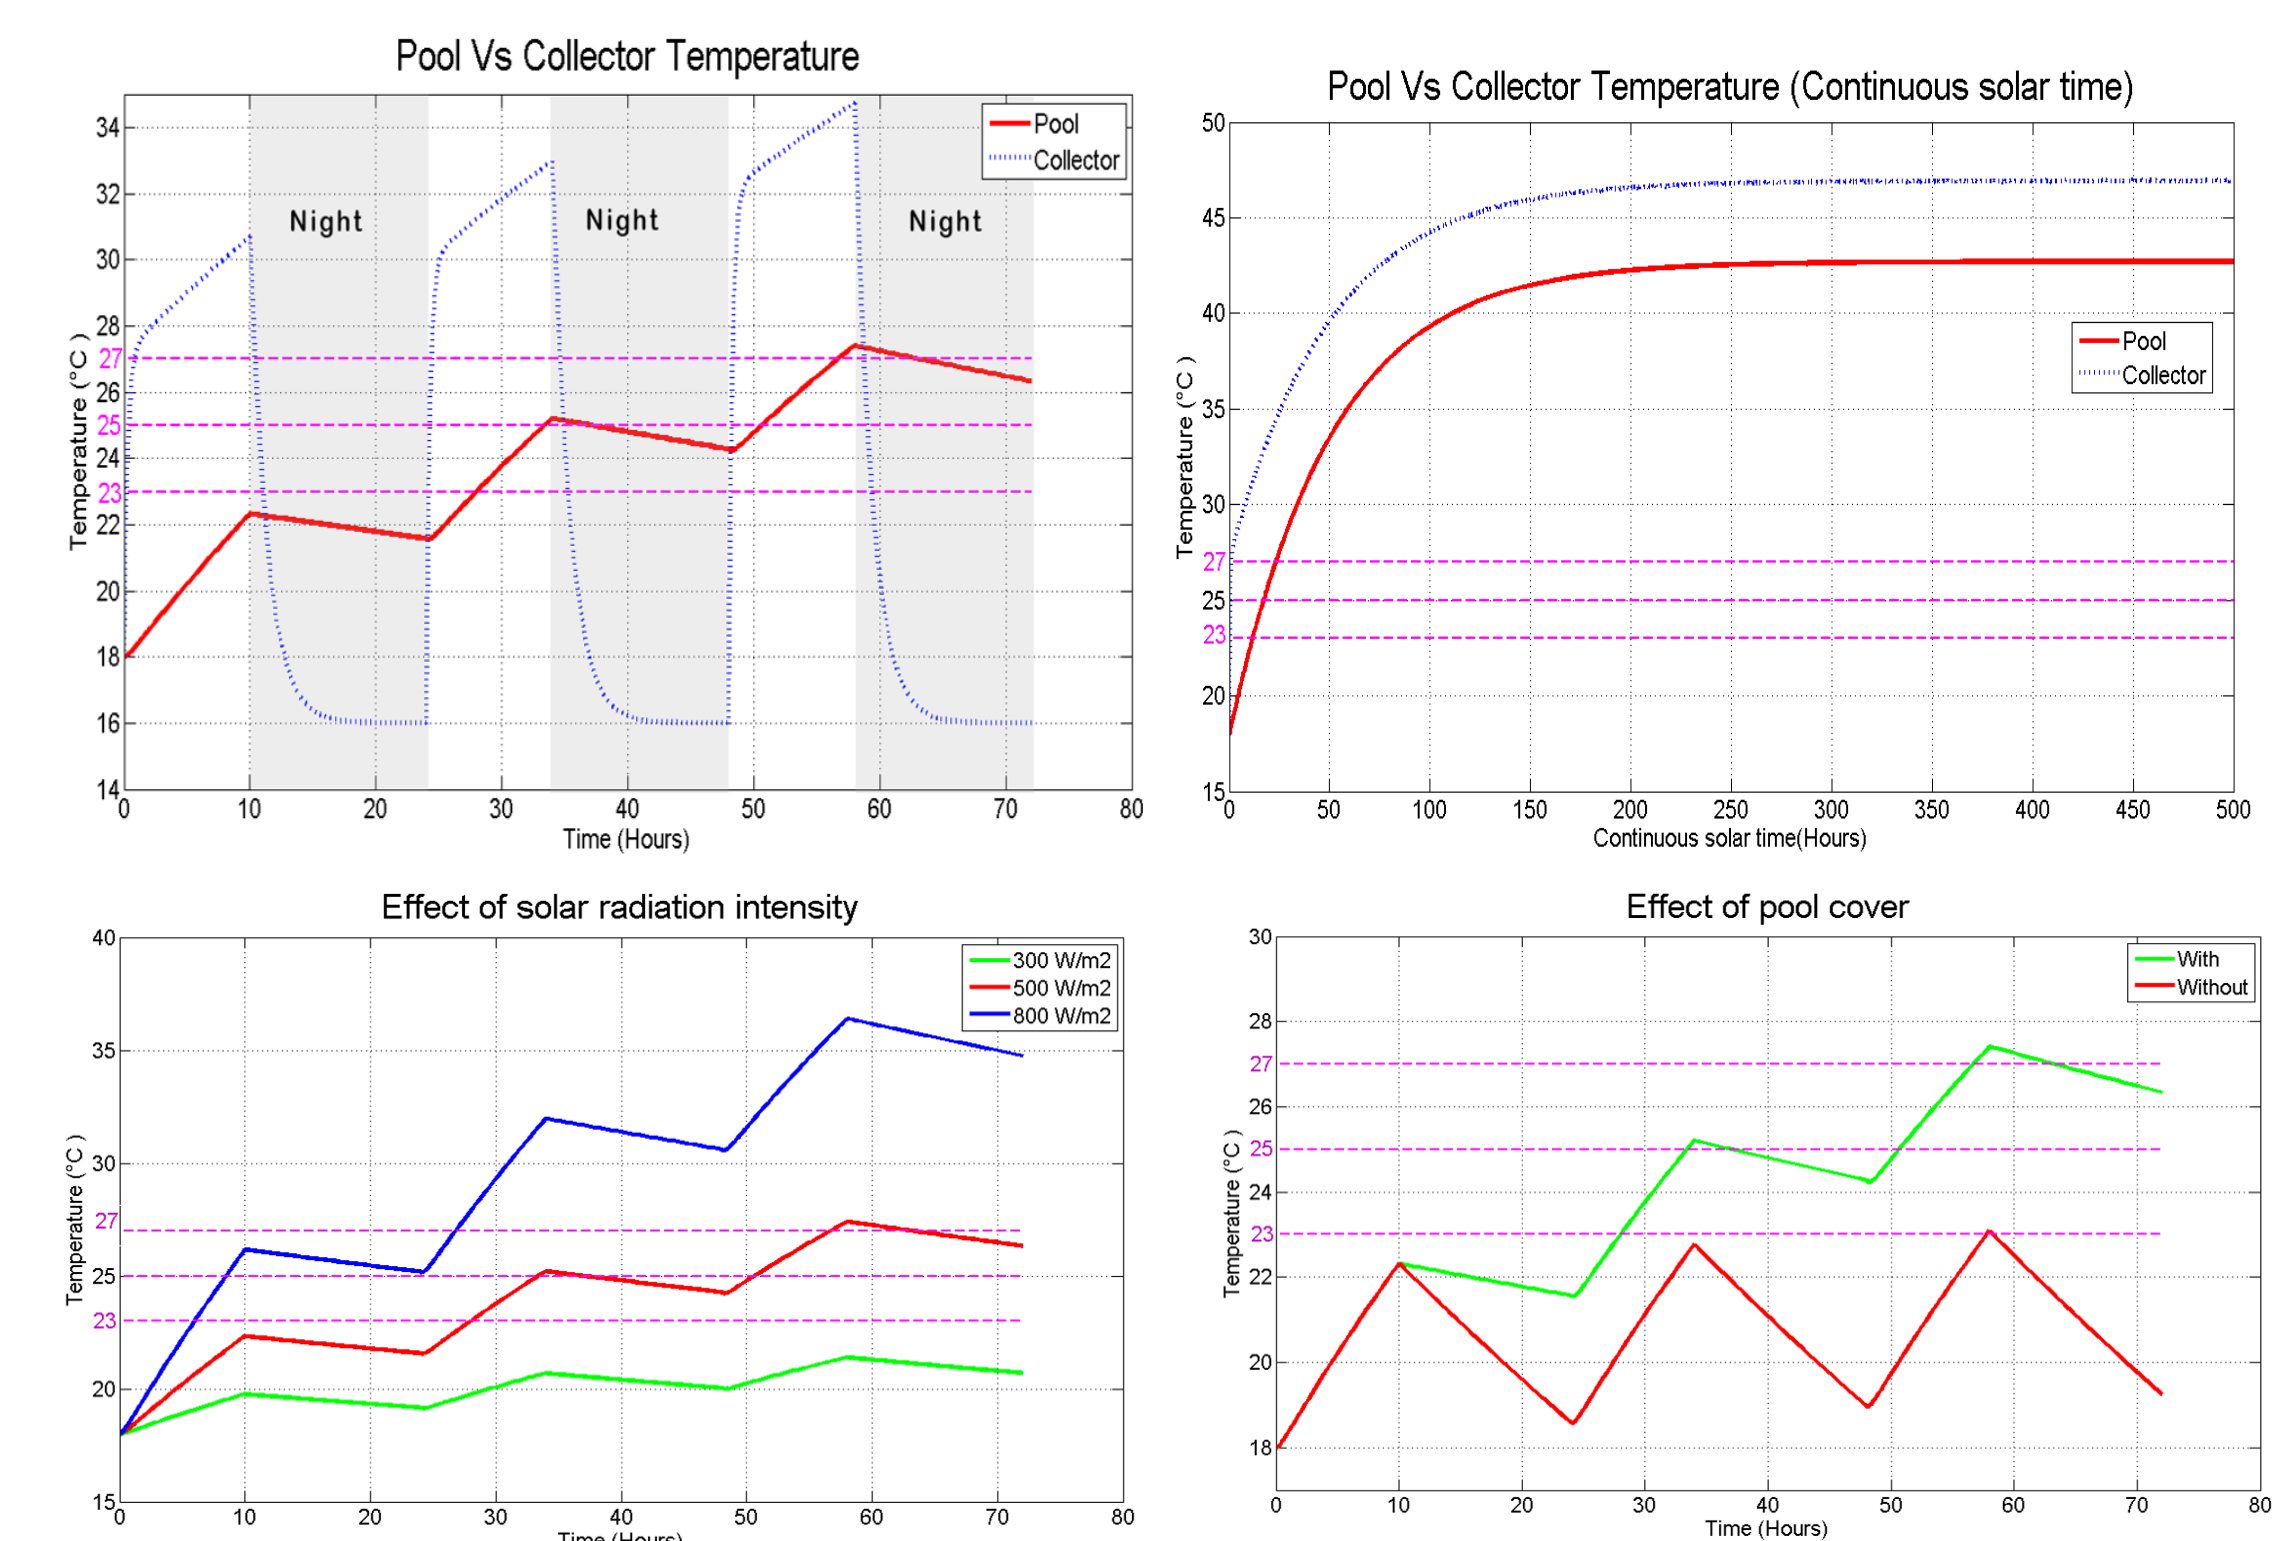 Pool Vs Collector Temperature
34
32
30
28
27
26
25
24
23
22
20
18
16
14
Temperature (°C )
Night
Night
Night
Pool
Collector
0 10 20 30 40 50 60 70 80
Time (Hours)
Pool Vs Collector Temperature (Continuous solar time)
50
45
40
35
30
27
25
23
20
15
Temperature (°C )
Pool
Collector
0 50 100 150 200 250 300 350 400 450 500
Continuous solar time(Hours)
Effect of solar radiation intensity
40
35
30
27
25
23
20
15
Temperature (°C )
300 W/m2
500 W/m2
800 W/m2
0 10 20 30 40 50 60 70 80
Time (Hours)
Effect of pool cover
30
28
27
26
25
24
23
22
20
18
Temperature (°C )
With
Without
0 10 20 30 40 50 60 70 80
Time (Hours)